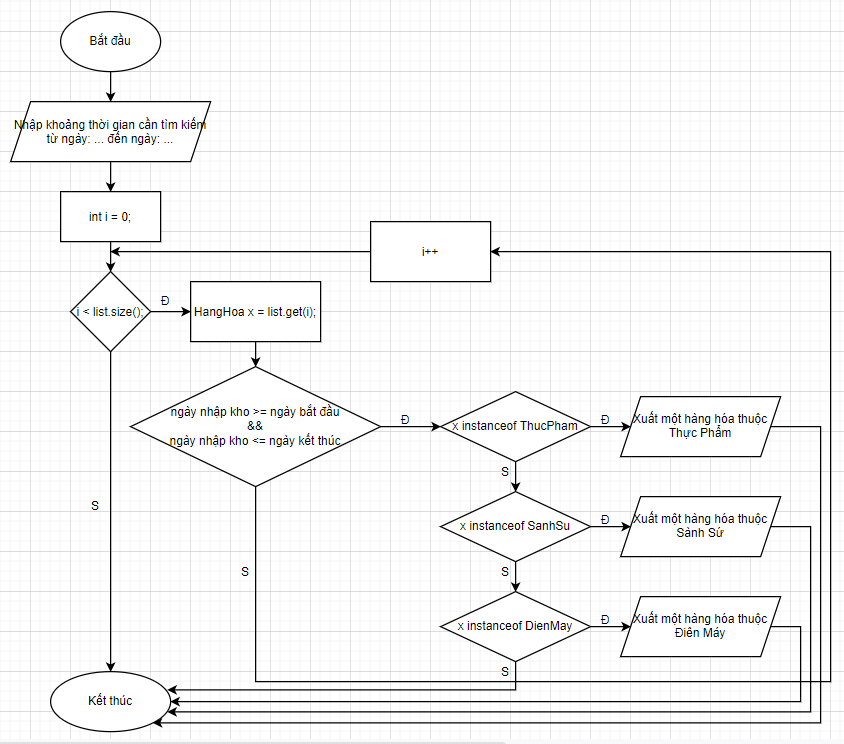 Bắt đầu
Nhập khoảng thời gian cần tìm kiếm
từ ngày: ... đến ngày: ...
int i = 0;
i++
i < list.size();
Đ
HangHoa x = list.get(i);
ngày nhập kho >= ngày bắt đầu
&&
ngày nhập kho <= ngày kết thúc
Đ
x instanceof ThucPham
Đ
Xuất một hàng hóa thuộc
Thực Phẩm
S
x instanceof SanhSu
Đ
Xuất một hàng hóa thuộc
Sành Sứ
S
x instanceof DienMay
Đ
Xuất một hàng hóa thuộc
Điên Máy
S
S
S
Kết thúc